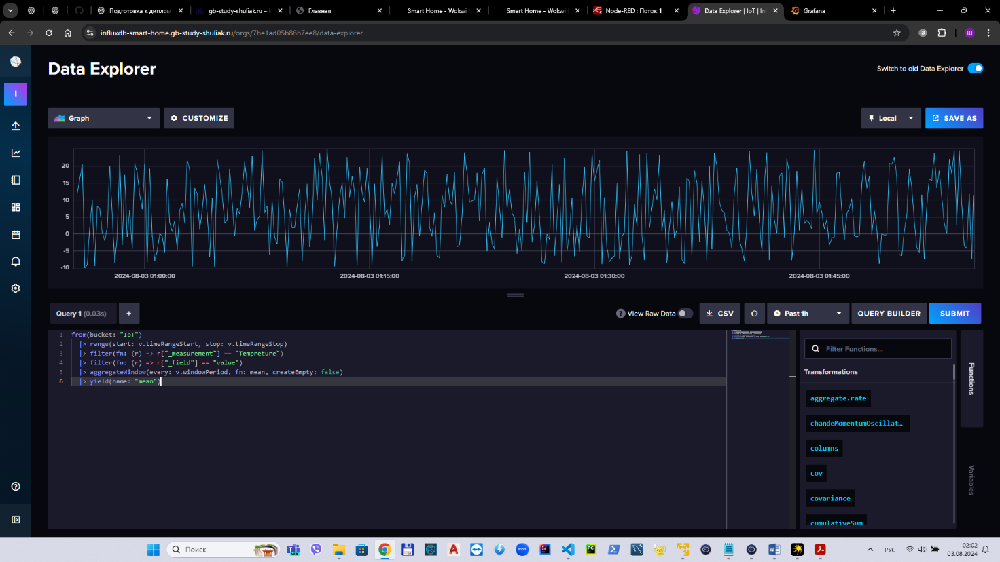 Подготовка к диплом
gb-study-shuliak.ru –
Главная
Smart Home - Wokwi
Smart Home - Wokwi
Node-RED : Поток 1
Data Explorer | IoT | In
Grafana
influxdb-smart-home.gb-study-shuliak.ru/orgs/7be1ad05b86b7ee8/data-explorer
Ш
Data Explorer
Switch to old Data Explorer
I
Graph
CUSTOMIZE
Local
SAVE AS
20
15
10
5
0
-5
-10
2024-08-03 01:00:00
2024-08-03 01:15:00
2024-08-03 01:30:00
2024-08-03 01:45:00
Query 1 (0.03s)
+
View Raw Data
CSV
Past 1h
QUERY BUILDER
SUBMIT
1 from(bucket: "IoT")
2 |> range(start: v.timeRangeStart, stop: v.timeRangeStop)
3 |> filter(fn: (r) => r["_measurement"] == "Tempreture")
4 |> filter(fn: (r) => r["_field"] == "value")
5 |> aggregateWindow(every: v.windowPeriod, fn: mean, createEmpty: false)
6 |> yield(name: "mean")
Filter Functions...
Transformations
aggregate.rate
chandeMomentumOscillat…
columns
cov
covariance
cumulativeSum
Functions
Variables
Поиск
РУС
02:02
03.08.2024